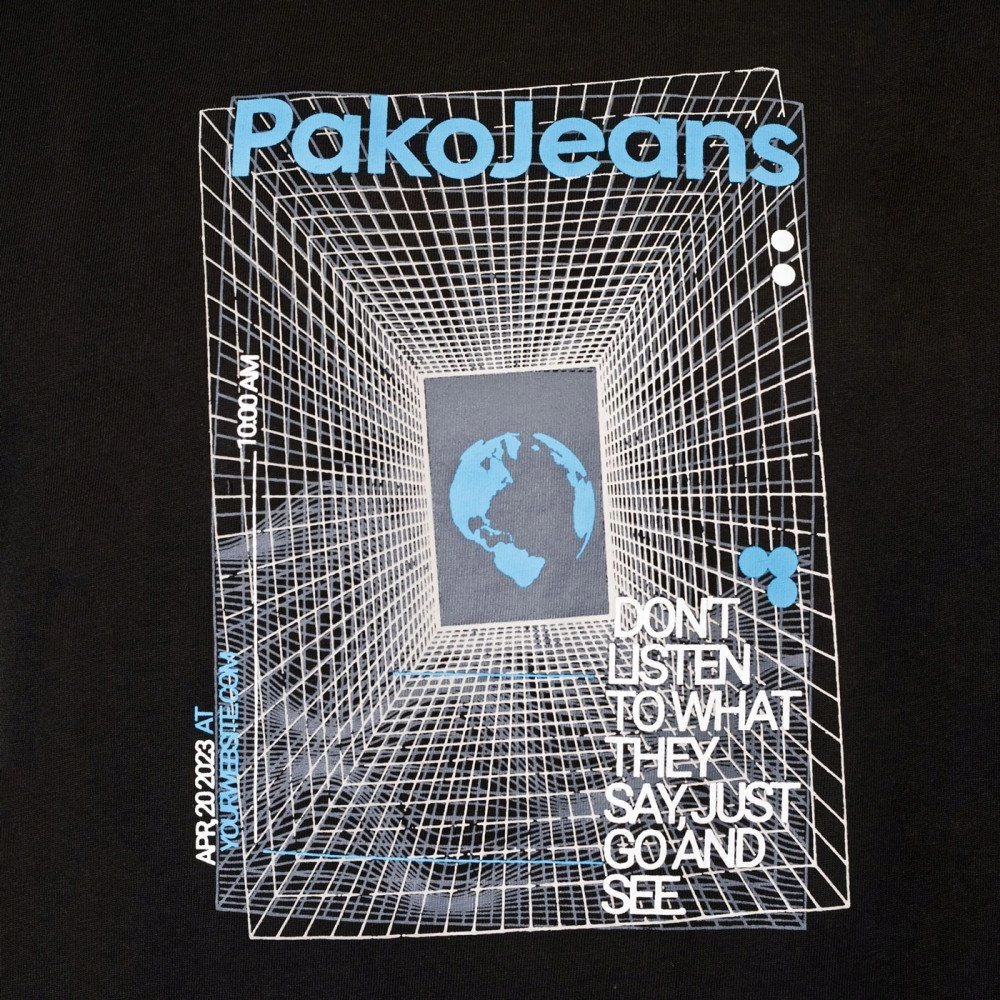 PakoJeans
10:00 AM
APR, 20 2023 AT
YOURWEBSITE.COM
DON'T
LISTEN
TO WHAT
THEY
SAY, JUST
GO AND
SEE.